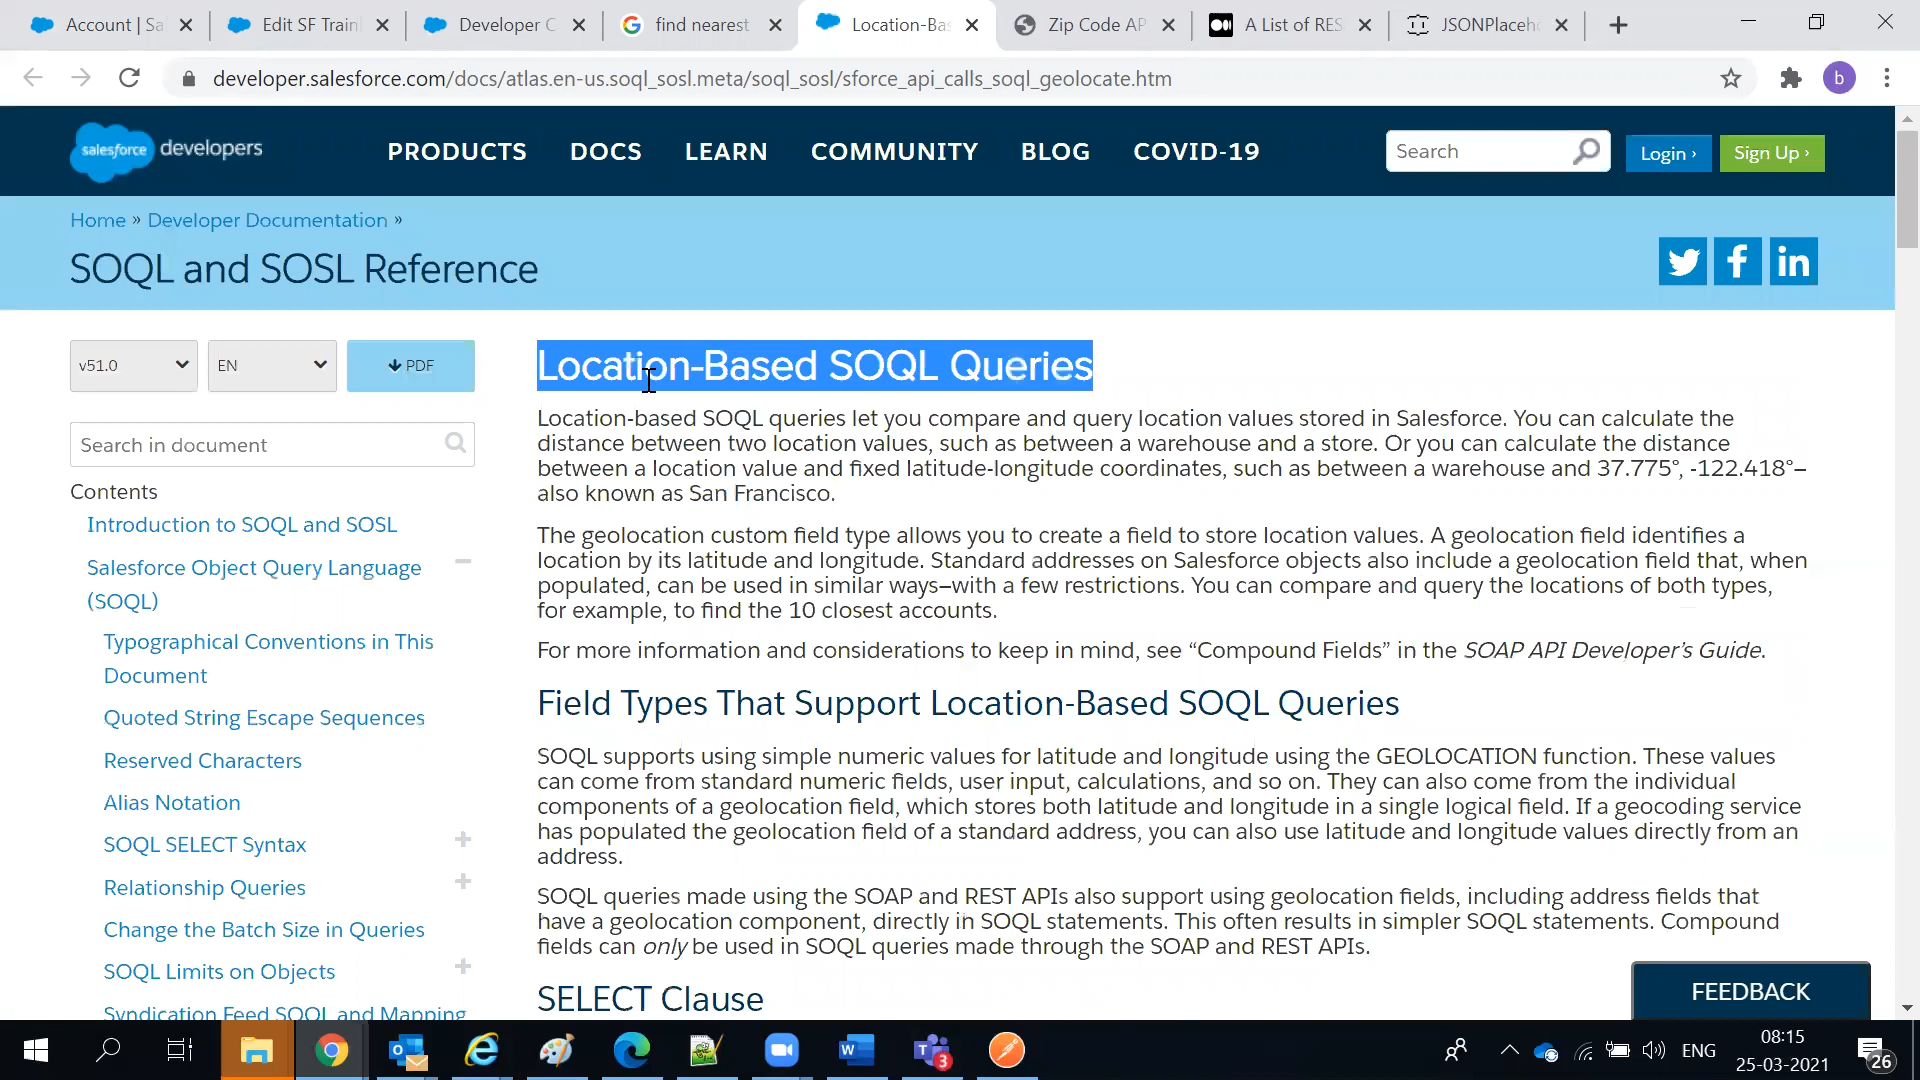 Account | Sa
Edit SF Train
Developer C
find nearest
Location-Bas
Zip Code AP
A List of RES
JSONPlaceh
developer.salesforce.com/docs/atlas.en-us.soql_sosl.meta/soql_sosl/sforce_api_calls_soql_geolocate.htm
b
salesforce developers
PRODUCTS
DOCS
LEARN
COMMUNITY
BLOG
COVID-19
Search
Login ›
Sign Up ›
Home » Developer Documentation »
SOQL and SOSL Reference
v51.0
EN
PDF
Search in document
Contents
Introduction to SOQL and SOSL
Salesforce Object Query Language
(SOQL)
Typographical Conventions in This
Document
Quoted String Escape Sequences
Reserved Characters
Alias Notation
SOQL SELECT Syntax
Relationship Queries
Change the Batch Size in Queries
SOQL Limits on Objects
Syndication Feed SOQL and Mapping
Location-Based SOQL Queries
Location-based SOQL queries let you compare and query location values stored in Salesforce. You can calculate the
distance between two location values, such as between a warehouse and a store. Or you can calculate the distance
between a location value and fixed latitude-longitude coordinates, such as between a warehouse and 37.775°, -122.418°—
also known as San Francisco.
The geolocation custom field type allows you to create a field to store location values. A geolocation field identifies a
location by its latitude and longitude. Standard addresses on Salesforce objects also include a geolocation field that, when
populated, can be used in similar ways—with a few restrictions. You can compare and query the locations of both types,
for example, to find the 10 closest accounts.
For more information and considerations to keep in mind, see “Compound Fields” in the SOAP API Developer’s Guide.
Field Types That Support Location-Based SOQL Queries
SOQL supports using simple numeric values for latitude and longitude using the GEOLOCATION function. These values
can come from standard numeric fields, user input, calculations, and so on. They can also come from the individual
components of a geolocation field, which stores both latitude and longitude in a single logical field. If a geocoding service
has populated the geolocation field of a standard address, you can also use latitude and longitude values directly from an
address.
SOQL queries made using the SOAP and REST APIs also support using geolocation fields, including address fields that
have a geolocation component, directly in SOQL statements. This often results in simpler SOQL statements. Compound
fields can only be used in SOQL queries made through the SOAP and REST APIs.
SELECT Clause
FEEDBACK
3
ENG
08:15
25-03-2021
26